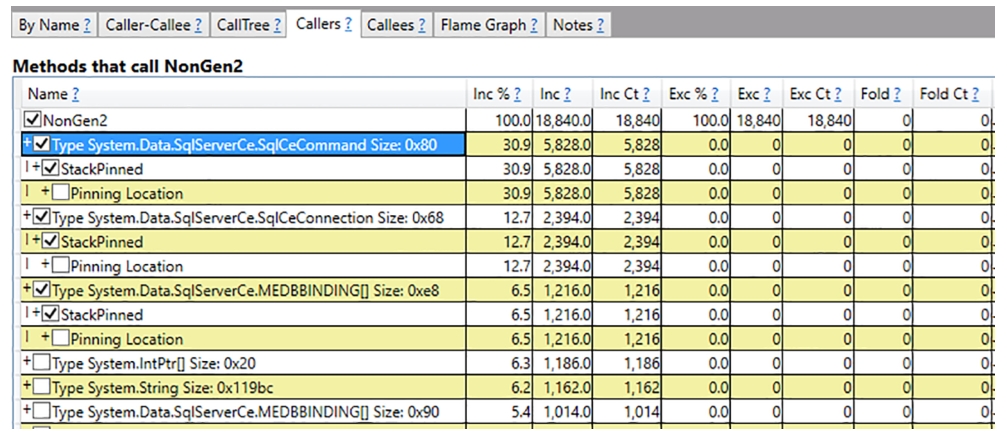 By Name ? Caller-Callee ? CallTree ? Callers ? Callees ? Flame Graph ? Notes ?
Methods that call NonGen2
Name ? Inc % ? Inc ? Inc Ct ? Exc % ? Exc ? Exc Ct ? Fold ? Fold Ct ?
NonGen2 100.0 18,840.0 18,840 100.0 18,840 18,840 0 0
+ Type System.Data.SqlServerCe.SqlCeCommand Size: 0x80 30.9 5,828.0 5,828 0.0 0 0 0 0
| + StackPinned 30.9 5,828.0 5,828 0.0 0 0 0 0
| + Pinning Location 30.9 5,828.0 5,828 0.0 0 0 0 0
+ Type System.Data.SqlServerCe.SqlCeConnection Size: 0x68 12.7 2,394.0 2,394 0.0 0 0 0 0
| + StackPinned 12.7 2,394.0 2,394 0.0 0 0 0 0
| + Pinning Location 12.7 2,394.0 2,394 0.0 0 0 0 0
+ Type System.Data.SqlServerCe.MEDBBINDING[] Size: 0xe8 6.5 1,216.0 1,216 0.0 0 0 0 0
| + StackPinned 6.5 1,216.0 1,216 0.0 0 0 0 0
| + Pinning Location 6.5 1,216.0 1,216 0.0 0 0 0 0
+ Type System.IntPtr[] Size: 0x20 6.3 1,186.0 1,186 0.0 0 0 0 0
+ Type System.String Size: 0x119bc 6.2 1,162.0 1,162 0.0 0 0 0 0
+ Type System.Data.SqlServerCe.MEDBBINDING[] Size: 0x90 5.4 1,014.0 1,014 0.0 0 0 0 0